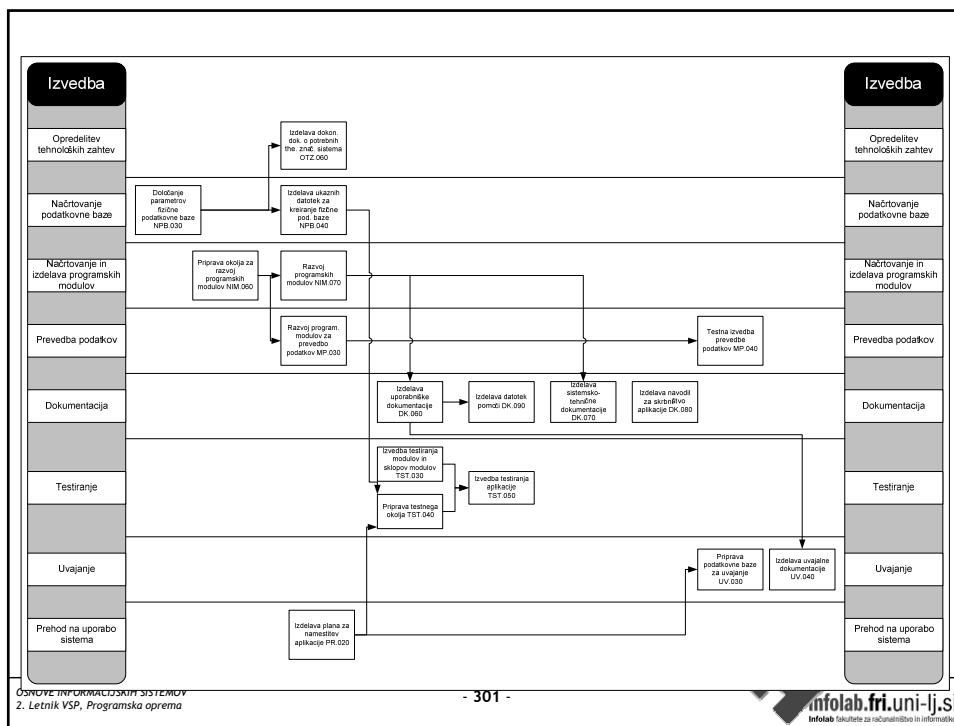 Izvedba
Izvedba
Opredelitev
tehnoloških zahtev
Izdelava dokon.
dok. o potrebnih
the. znač. sistema
OTZ.060
Opredelitev
tehnoloških zahtev
Načrtovanje
podatkovne baze
Določanje
parametrov
fizične
podatkovne baze
NPB.030
Izdelava ukaznih
datotek za
kreiranje fizične
pod. baze
NPB.040
Načrtovanje
podatkovne baze
Načrtovanje in
izdelava programskih
modulov
Priprava okolja za
razvoj
programskih
modulov NIM.060
Razvoj
programskih
modulov NIM.070
Načrtovanje in
izdelava programskih
modulov
Prevedba podatkov
Razvoj program.
modulov za
prevedbo
podatkov MP.030
Testna izvedba
prevedbe
podatkov MP.040
Prevedba podatkov
Dokumentacija
Izdelava
uporabniške
dokumentacije
DK.060
Izdelava datotek
pomoči DK.090
Izdelava
sistemsko-
tehnične
dokumentacije
DK.070
Izdelava navodil
za skrbništvo
aplikacije DK.080
Dokumentacija
Testiranje
Izvedba testiranja
modulov in
sklopov modulov
TST.030
Priprava testnega
okolja TST.040
Izvedba testiranja
aplikacije
TST.050
Testiranje
Uvajanje
Priprava
podatkovne baze
za uvajanje
UV.030
Izdelava uvajalne
dokumentacije
UV.040
Uvajanje
Prehod na uporabo
sistema
Izdelava plana za
namestitev
aplikacije PR.020
Prehod na uporabo
sistema
OSNOVE INFORMACIJSKIH SISTEMOV
2. Letnik VSP, Programska oprema
- 301 -
infolab.fri.uni-lj.si
Infolab fakultete za računalništvo in informatiko